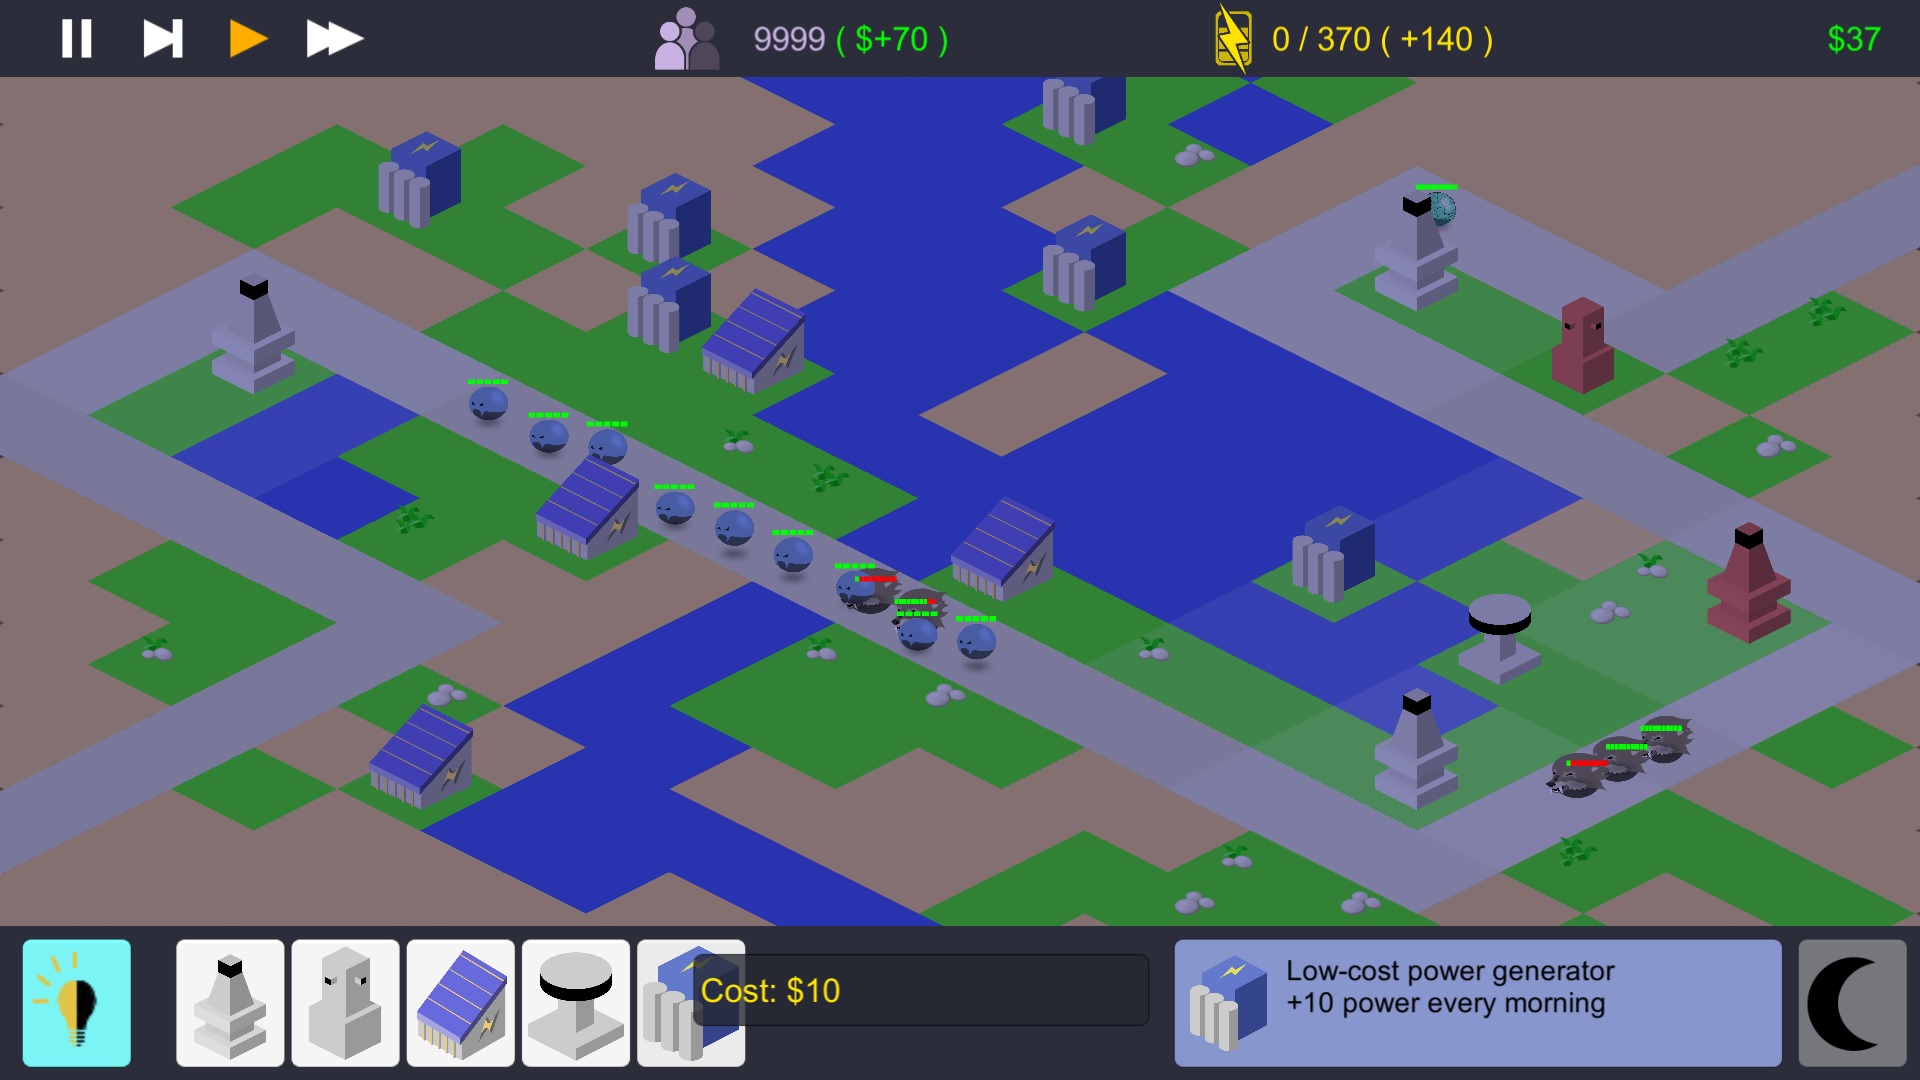 9999 ( $+70 )
0 / 370 ( +140 )
$37
Cost: $10
Low-cost power generator
+10 power every morning